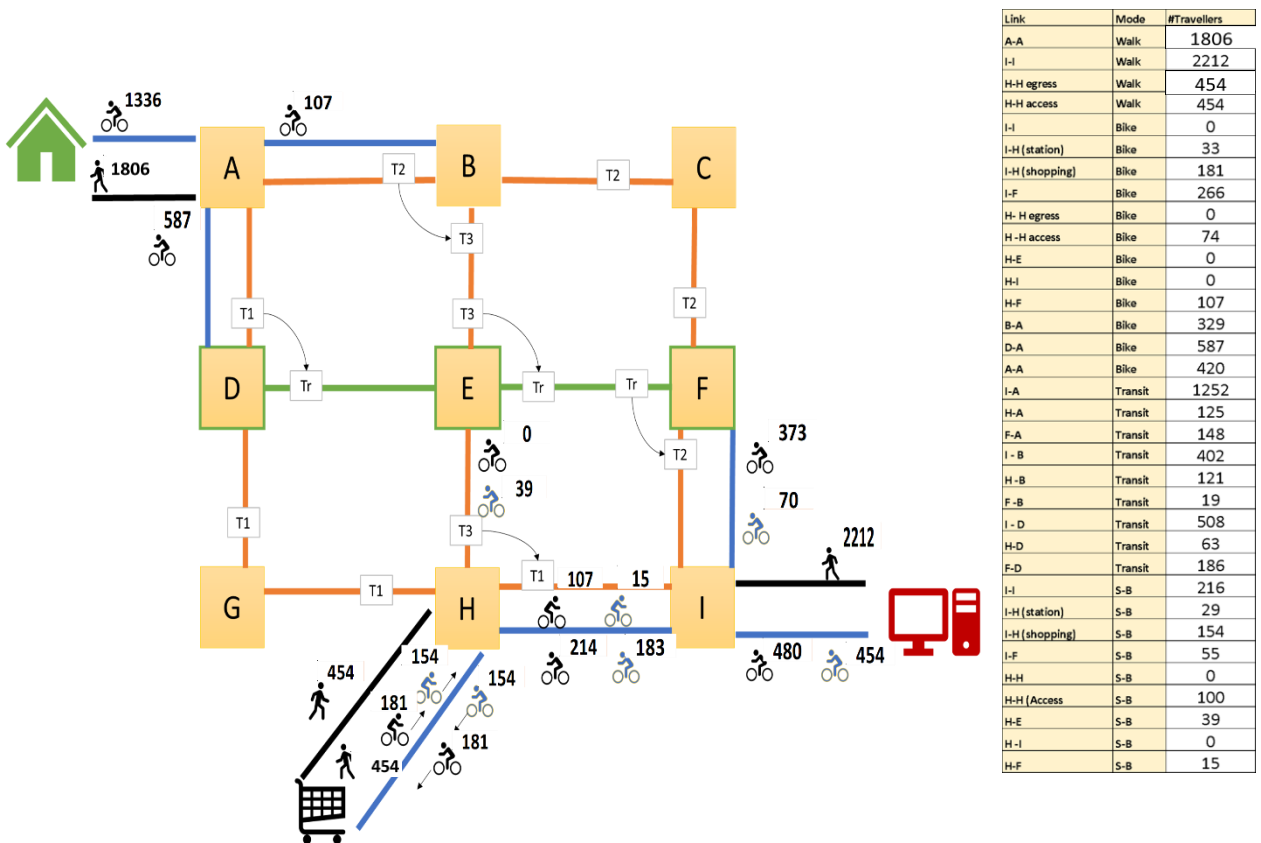 1336
107
1806
A
B
C
T2
T2
587
T3
T1
T3
T2
D
Tr
E
Tr
Tr
F
0
373
T2
39
70
T1
T3
2212
T1
107
15
G
T1
H
I
214
183
480
454
454
154
154
181
181
454
Link Mode #Travellers
A-A Walk 1806
I-I Walk 2212
H-H egress Walk 454
H-H access Walk 454
I-I Bike 0
I-H (station) Bike 33
I-H (shopping) Bike 181
I-F Bike 266
H- H egress Bike 0
H -H access Bike 74
H-E Bike 0
H-I Bike 0
H-F Bike 107
B-A Bike 329
D-A Bike 587
A-A Bike 420
I-A Transit 1252
H-A Transit 125
F-A Transit 148
I - B Transit 402
H -B Transit 121
F -B Transit 19
I - D Transit 508
H-D Transit 63
F-D Transit 186
I-I S-B 216
I-H (station) S-B 29
I-H (shopping) S-B 154
I-F S-B 55
H-H S-B 0
H-H (Access S-B 100
H-E S-B 39
H -I S-B 0
H-F S-B 15